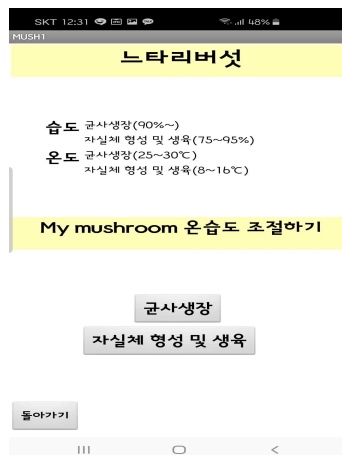 SKT 12:31 48%
MUSH1
느타리버섯
습도 균사생장(90%~)
자실체 형성 및 생육(75~95%)
온도 균사생장(25~30℃)
자실체 형성 및 생육(8~16℃)
My mushroom 온습도 조절하기
균사생장
자실체 형성 및 생육
돌아가기